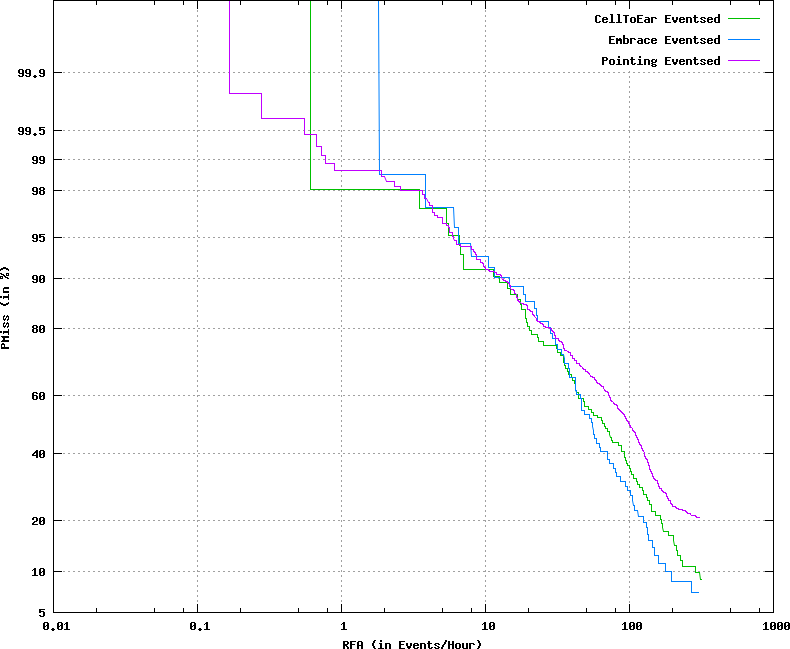 CellToEar Eventsed
Embrace Eventsed
Pointing Eventsed
99.9
99.5
99
98
95
90
80
60
40
20
10
5
PMiss (in %)
0.01 0.1 1 10 100 1000
RFA (in Events/Hour)